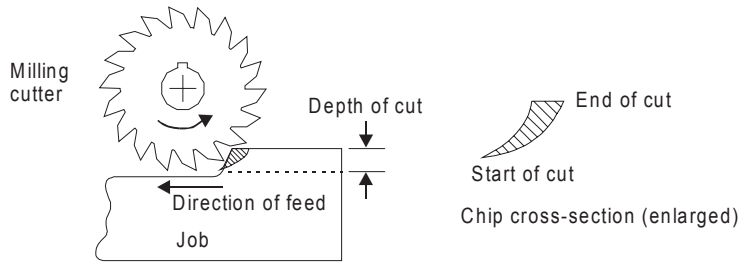 Milling
cutter
Depth of cut
End of cut
Start of cut
Direction of feed
Chip cross-section (enlarged)
Job